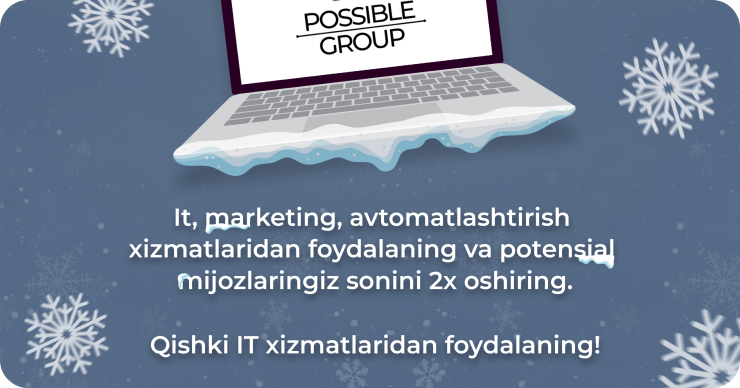 POSSIBLE
GROUP
It, marketing, avtomatlashtirish
xizmatlaridan foydalaning va potensial
mijozlaringiz sonini 2x oshiring.
Qishki IT xizmatlaridan foydalaning!